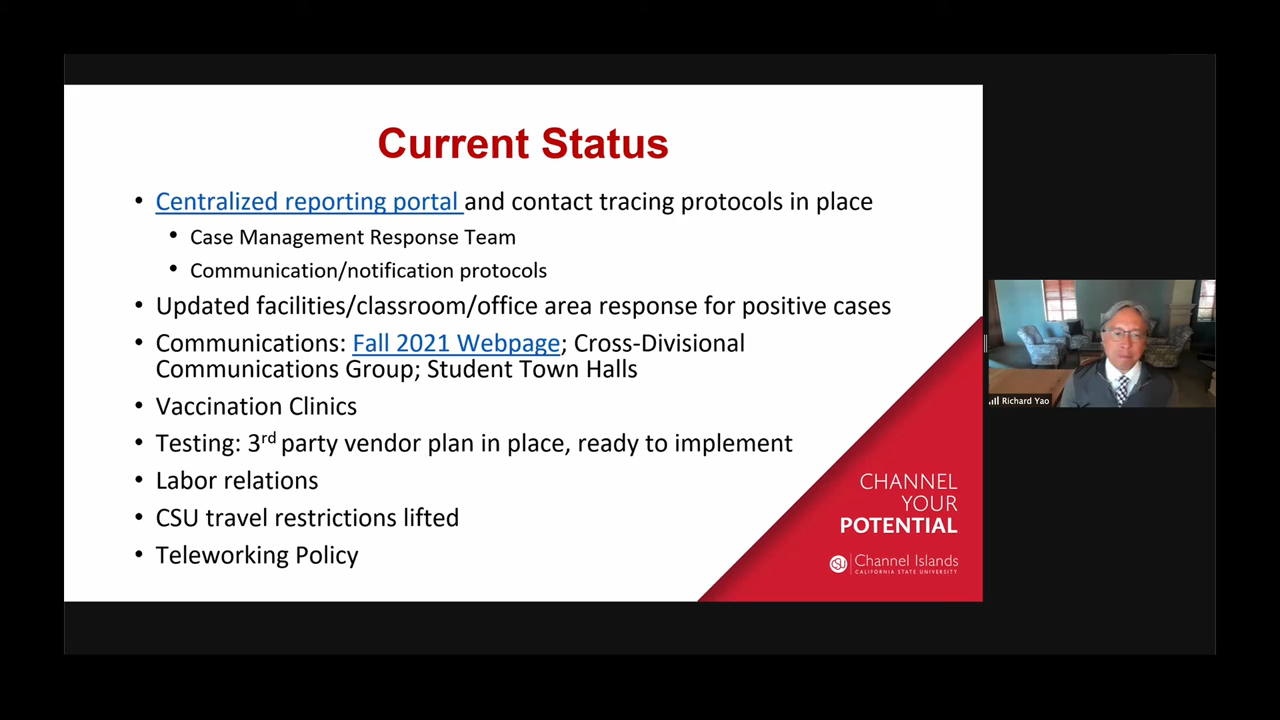 Current Status
• Centralized reporting portal and contact tracing protocols in place
• Case Management Response Team
• Communication/notification protocols
• Updated facilities/classroom/office area response for positive cases
• Communications: Fall 2021 Webpage; Cross-Divisional
Communications Group; Student Town Halls
• Vaccination Clinics
• Testing: 3rd party vendor plan in place, ready to implement
• Labor relations
• CSU travel restrictions lifted
• Teleworking Policy
CHANNEL
YOUR
POTENTIAL
CSU Channel Islands
CALIFORNIA STATE UNIVERSITY
Richard Yao